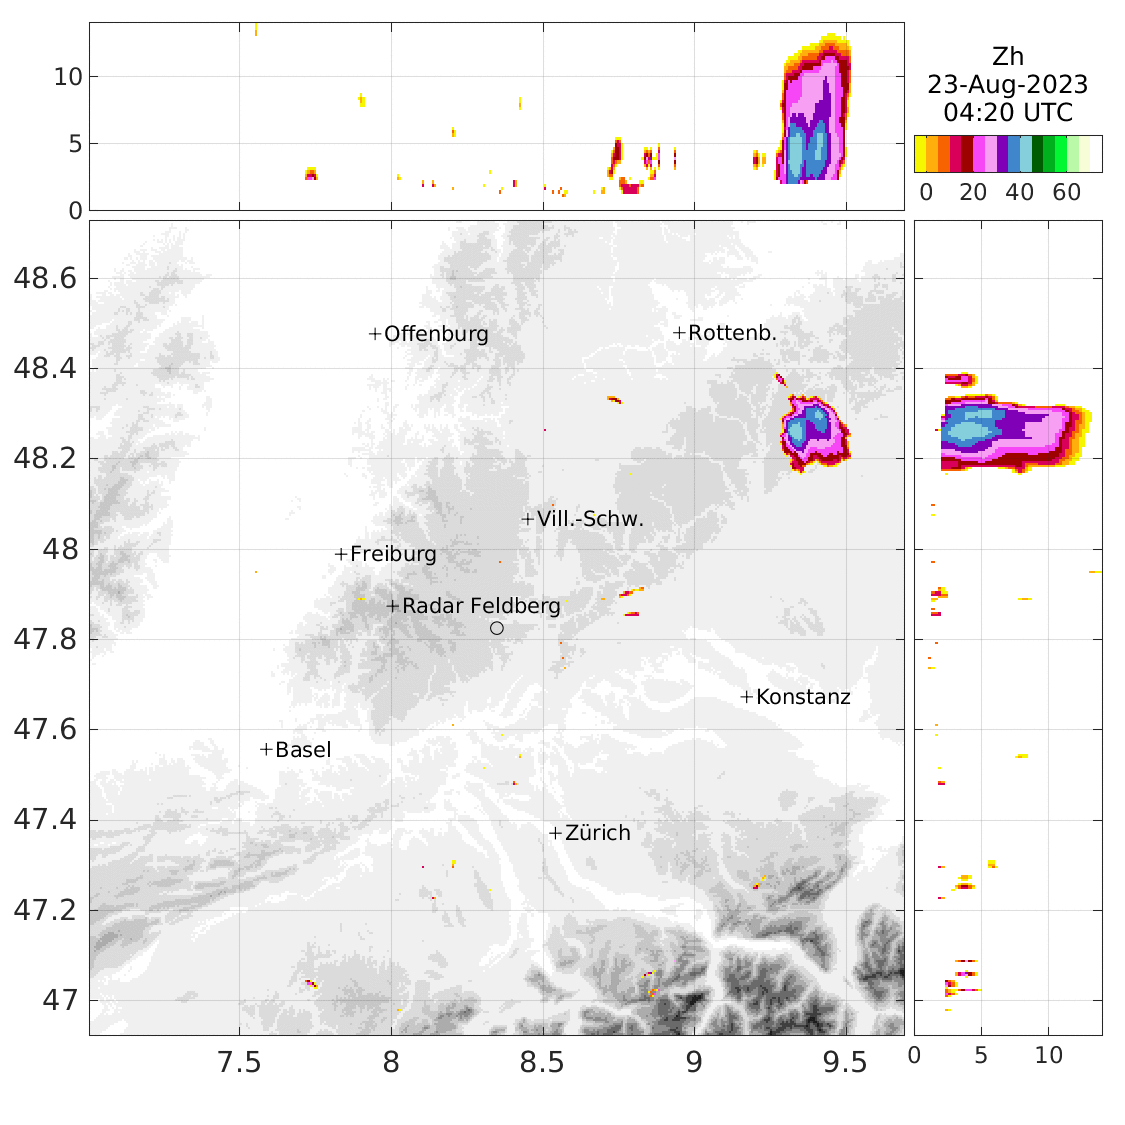 10
5
0
Zh
23-Aug-2023
04:20 UTC
0 20 40 60
48.6
48.4
48.2
48
47.8
47.6
47.4
47.2
47
+Offenburg
+Rottenb.
+Vill.-Schw.
+Freiburg
+Radar Feldberg
+Konstanz
+Basel
+Zürich
7.5 8 8.5 9 9.5
0 5 10